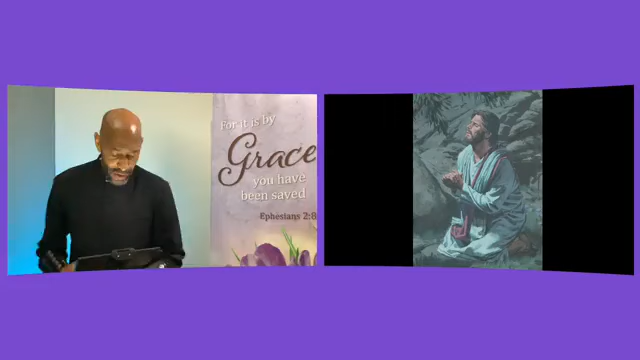 For it is by
Grace
you have
been saved
Ephesians 2:8